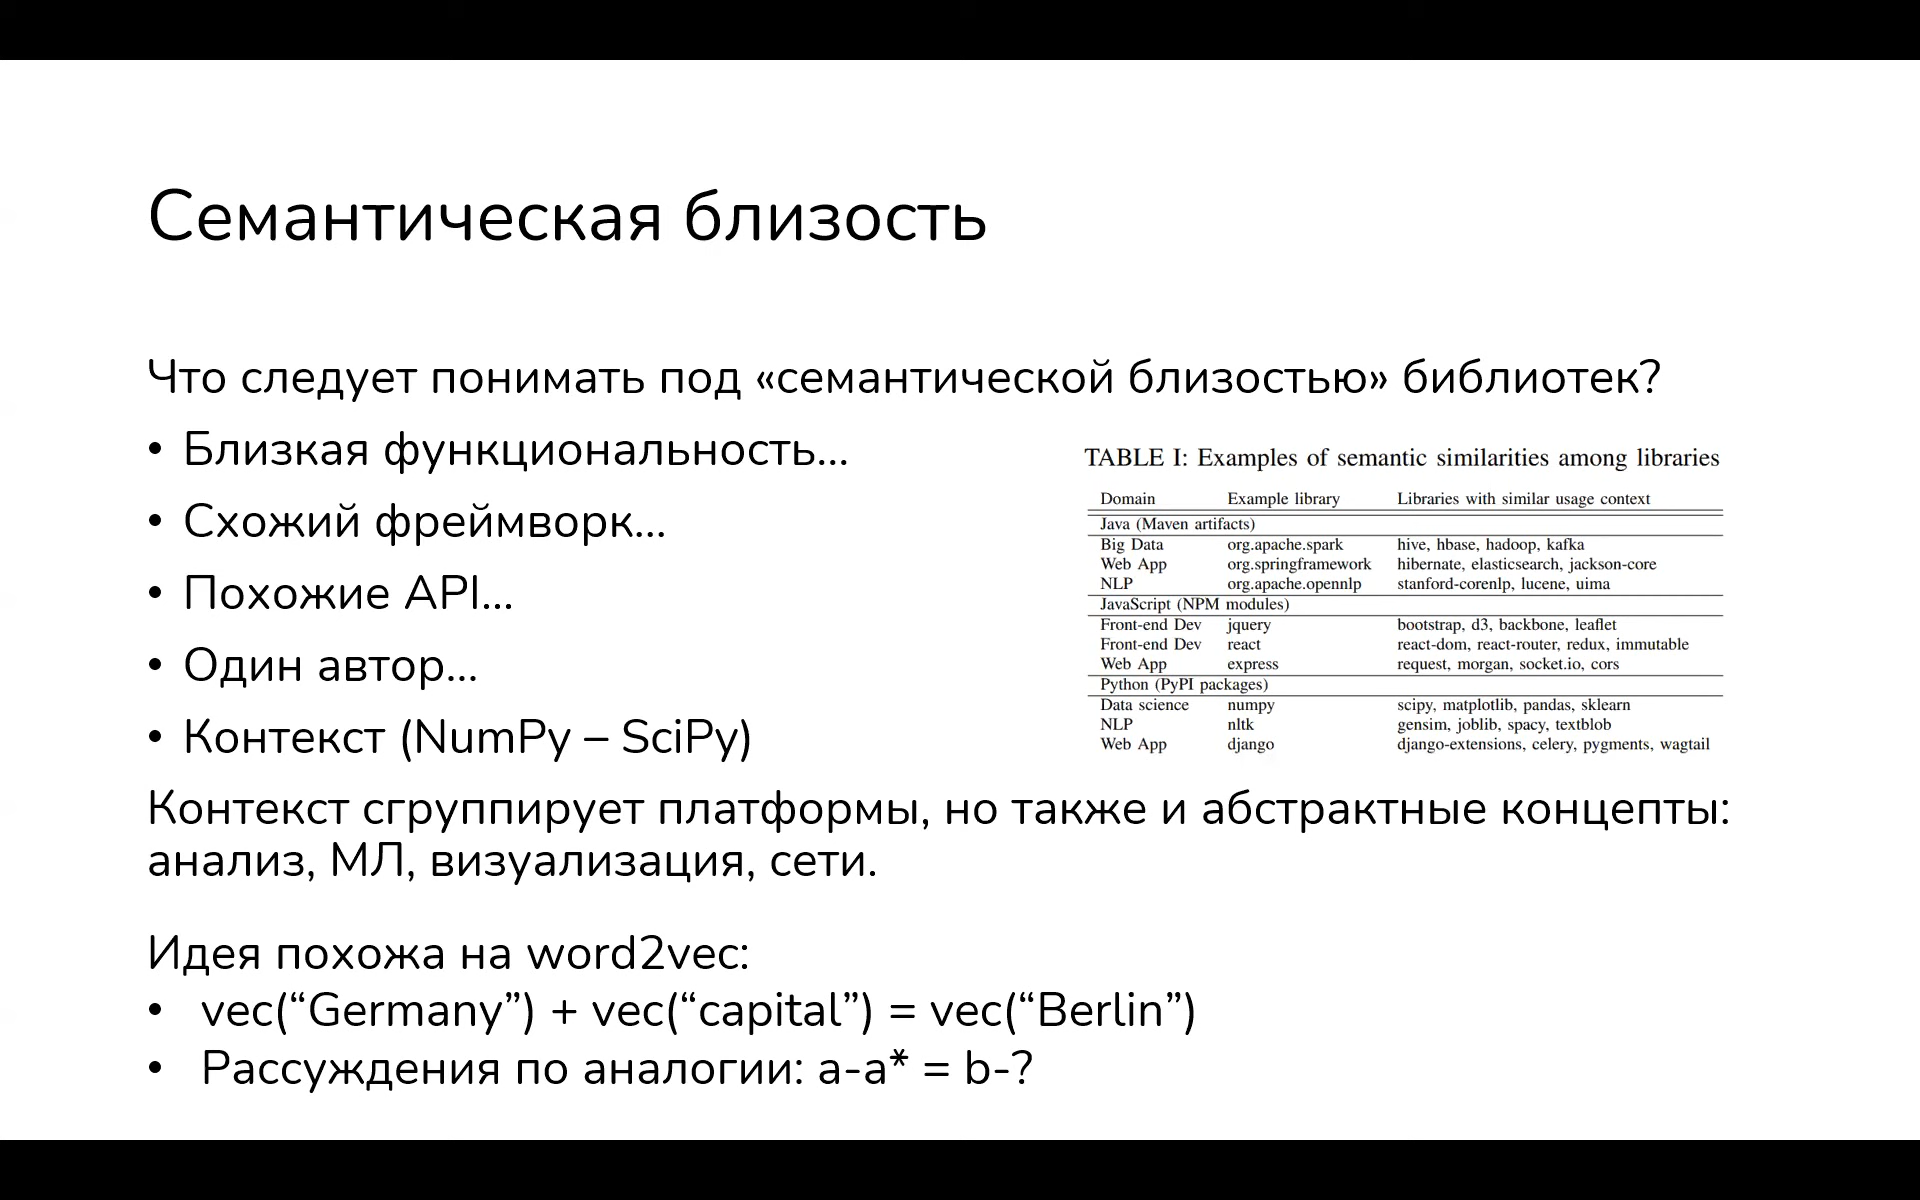 Семантическая близость
Что следует понимать под «семантической близостью» библиотек?
• Близкая функциональность...
• Схожий фреймворк...
• Похожие API...
• Один автор...
• Контекст (NumPy – SciPy)
TABLE I: Examples of semantic similarities among libraries
Domain Example library Libraries with similar usage context
Java (Maven artifacts)
Big Data org.apache.spark hive, hbase, hadoop, kafka
Web App org.springframework hibernate, elasticsearch, jackson-core
NLP org.apache.opennlp stanford-corenlp, lucene, uima
JavaScript (NPM modules)
Front-end Dev jquery bootstrap, d3, backbone, leaflet
Front-end Dev react react-dom, react-router, redux, immutable
Web App express request, morgan, socket.io, cors
Python (PyPI packages)
Data science numpy scipy, matplotlib, pandas, sklearn
NLP nltk gensim, joblib, spacy, textblob
Web App django django-extensions, celery, pygments, wagtail
Контекст сгруппирует платформы, но также и абстрактные концепты:
анализ, МЛ, визуализация, сети.
Идея похожа на word2vec:
• vec(“Germany”) + vec(“capital”) = vec(“Berlin”)
• Рассуждения по аналогии: a-a* = b-?